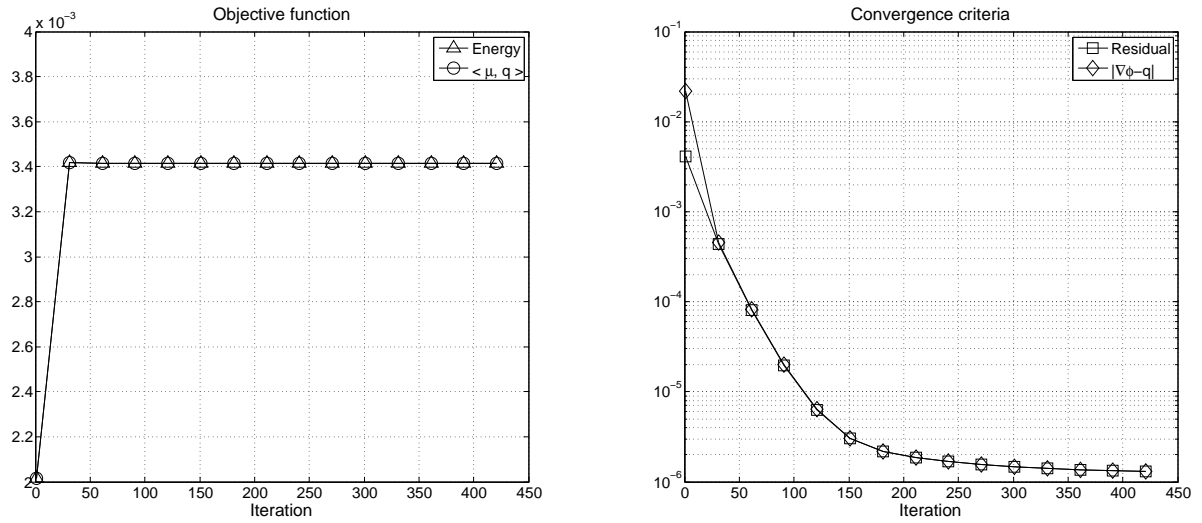 Objective function
x 10⁻³
4
3.8
3.6
3.4
3.2
3
2.8
2.6
2.4
2.2
2
0 50 100 150 200 250 300 350 400 450
Iteration
Energy
< μ, q >
Convergence criteria
10⁻¹
10⁻²
10⁻³
10⁻⁴
10⁻⁵
10⁻⁶
0 50 100 150 200 250 300 350 400 450
Iteration
Residual
|∇ϕ−q|